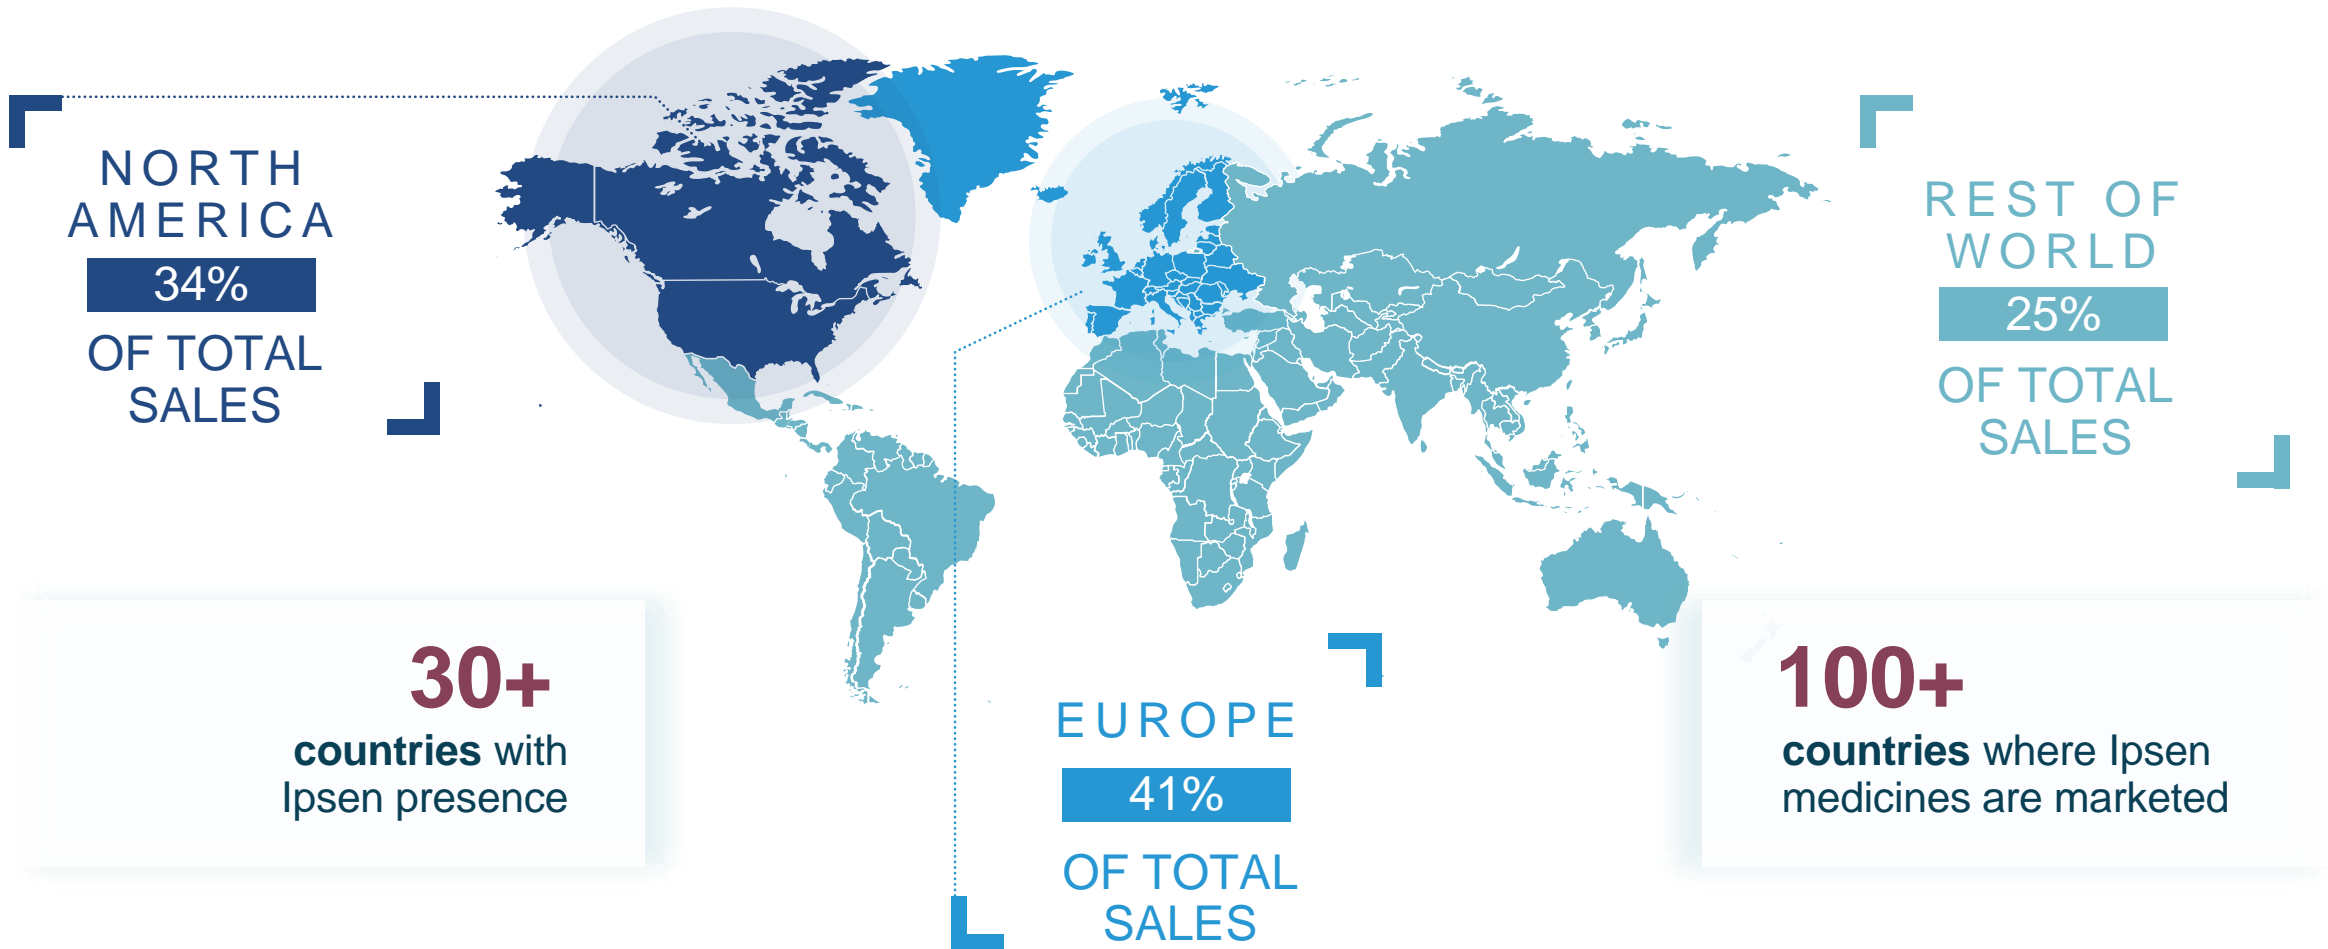 NORTH
AMERICA
34%
OF TOTAL
SALES
REST OF
WORLD
25%
OF TOTAL
SALES
30+
countries with
Ipsen presence
EUROPE
41%
OF TOTAL
SALES
100+
countries where Ipsen
medicines are marketed